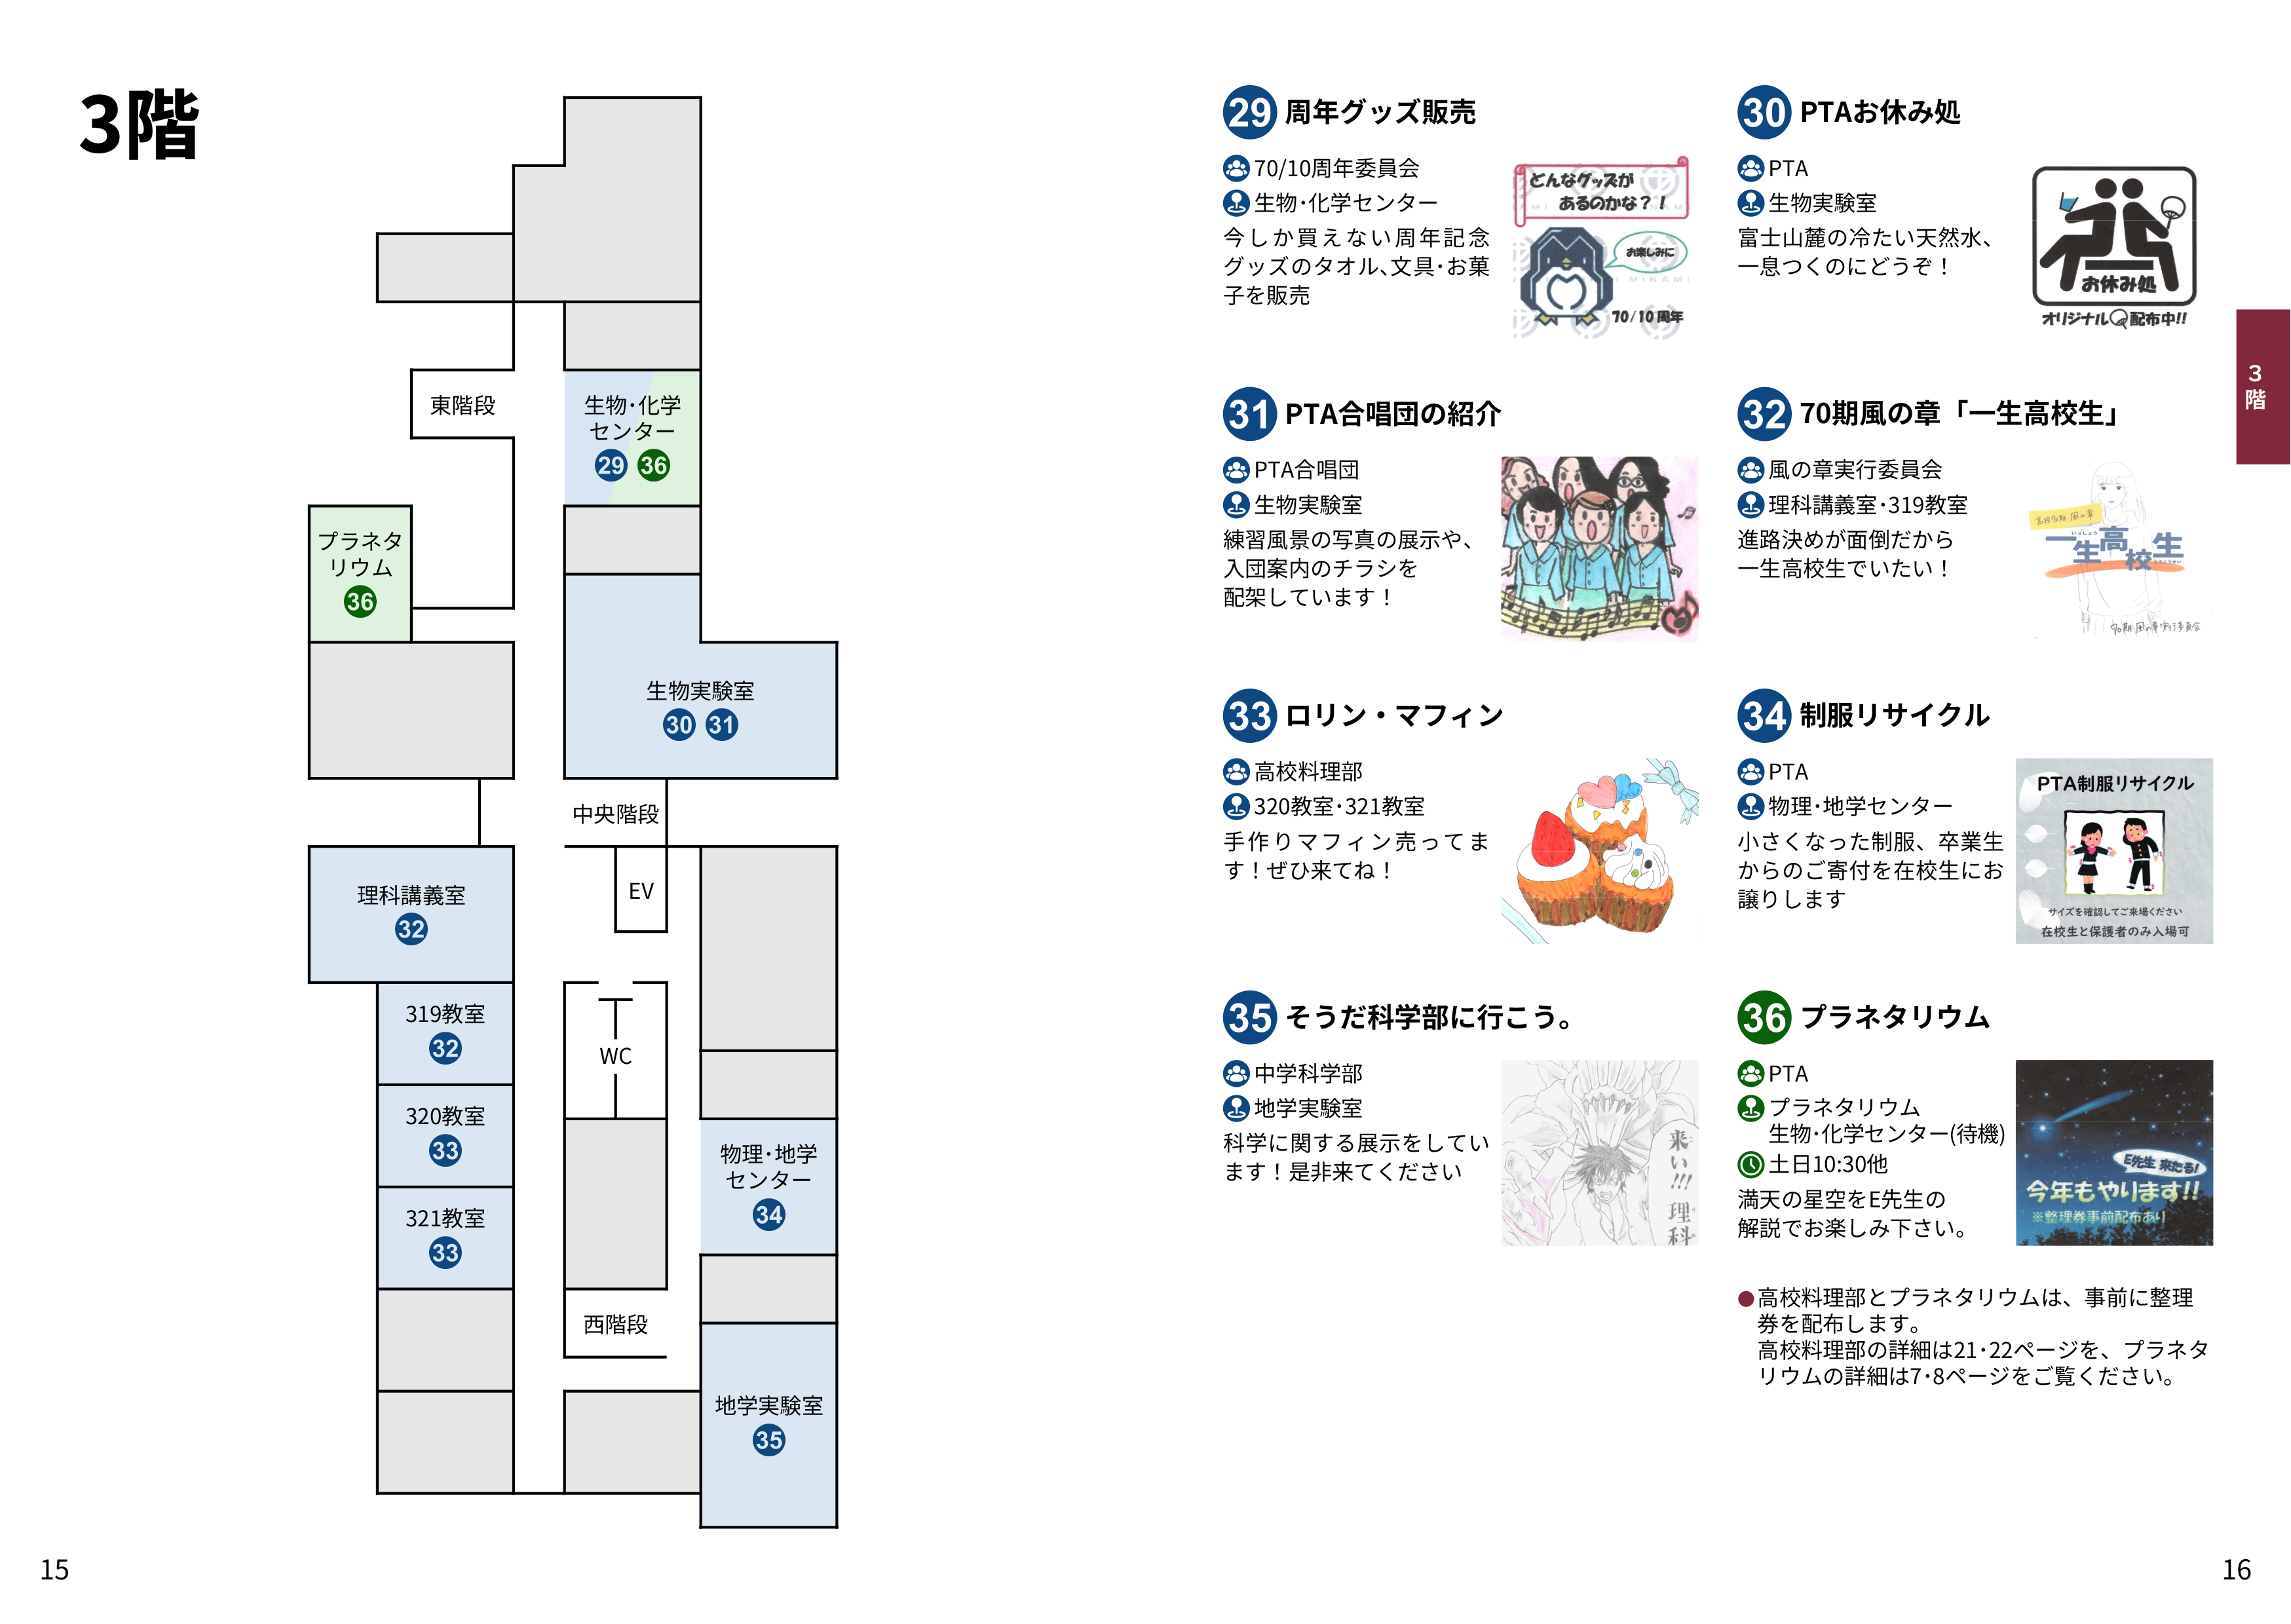 3階
東階段
生物･化学
センター
29 36
プラネタ
リウム
36
生物実験室
30 31
中央階段
EV
理科講義室
32
319教室
32
WC
320教室
33
321教室
33
物理･地学
センター
34
西階段
地学実験室
35
15
29 周年グッズ販売
70/10周年委員会
生物･化学センター
今しか買えない周年記念
グッズのタオル､文具･お菓
子を販売
どんなグッズが
あるのかな？！
お楽しみに
MINAMI
70/10周年
30 PTAお休み処
PTA
生物実験室
富士山麓の冷たい天然水、
一息つくのにどうぞ！
お休み処
オリジナル配布中!!
31 PTA合唱団の紹介
PTA合唱団
生物実験室
練習風景の写真の展示や、
入団案内のチラシを
配架しています！
32 70期風の章「一生高校生」
風の章実行委員会
理科講義室･319教室
進路決めが面倒だから
一生高校生でいたい！
高校70期 風の章
いっしょう
一生高校生
70期 風の章実行委員会
33 ロリン・マフィン
高校料理部
320教室･321教室
手作りマフィン売ってま
す！ぜひ来てね！
34 制服リサイクル
PTA
物理･地学センター
小さくなった制服、卒業生
からのご寄付を在校生にお
譲りします
PTA制服リサイクル
サイズを確認してご来場ください
在校生と保護者のみ入場可
35 そうだ科学部に行こう。
中学科学部
地学実験室
科学に関する展示をしてい
ます！是非来てください
来い!!!
理科
36 プラネタリウム
PTA
プラネタリウム
生物･化学センター(待機)
土日10:30他
満天の星空をE先生の
解説でお楽しみ下さい。
E先生 来たる!
今年もやります!!
※整理券事前配布あり
●高校料理部とプラネタリウムは、事前に整理
券を配布します。
高校料理部の詳細は21･22ページを、プラネタ
リウムの詳細は7･8ページをご覧ください。
3
階
16